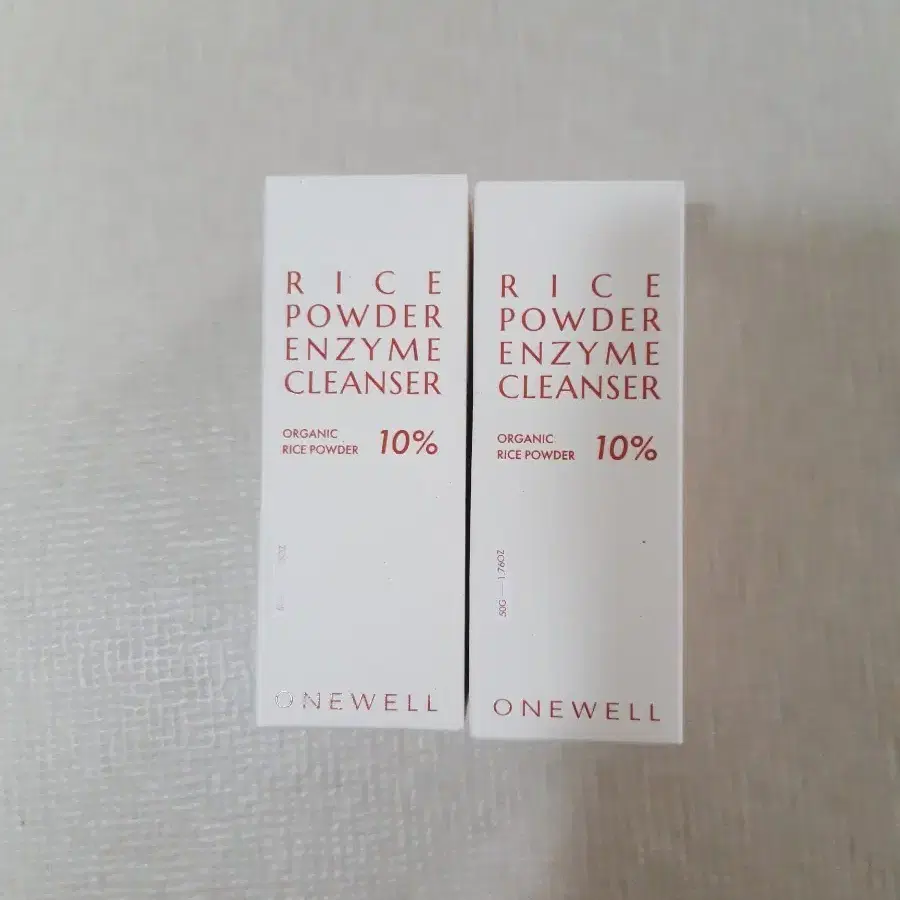 RICE
POWDER
ENZYME
CLEANSER
ORGANIC
RICE POWDER 10%
ONEWELL
RICE
POWDER
ENZYME
CLEANSER
ORGANIC
RICE POWDER 10%
50G — 1.76OZ
ONEWELL